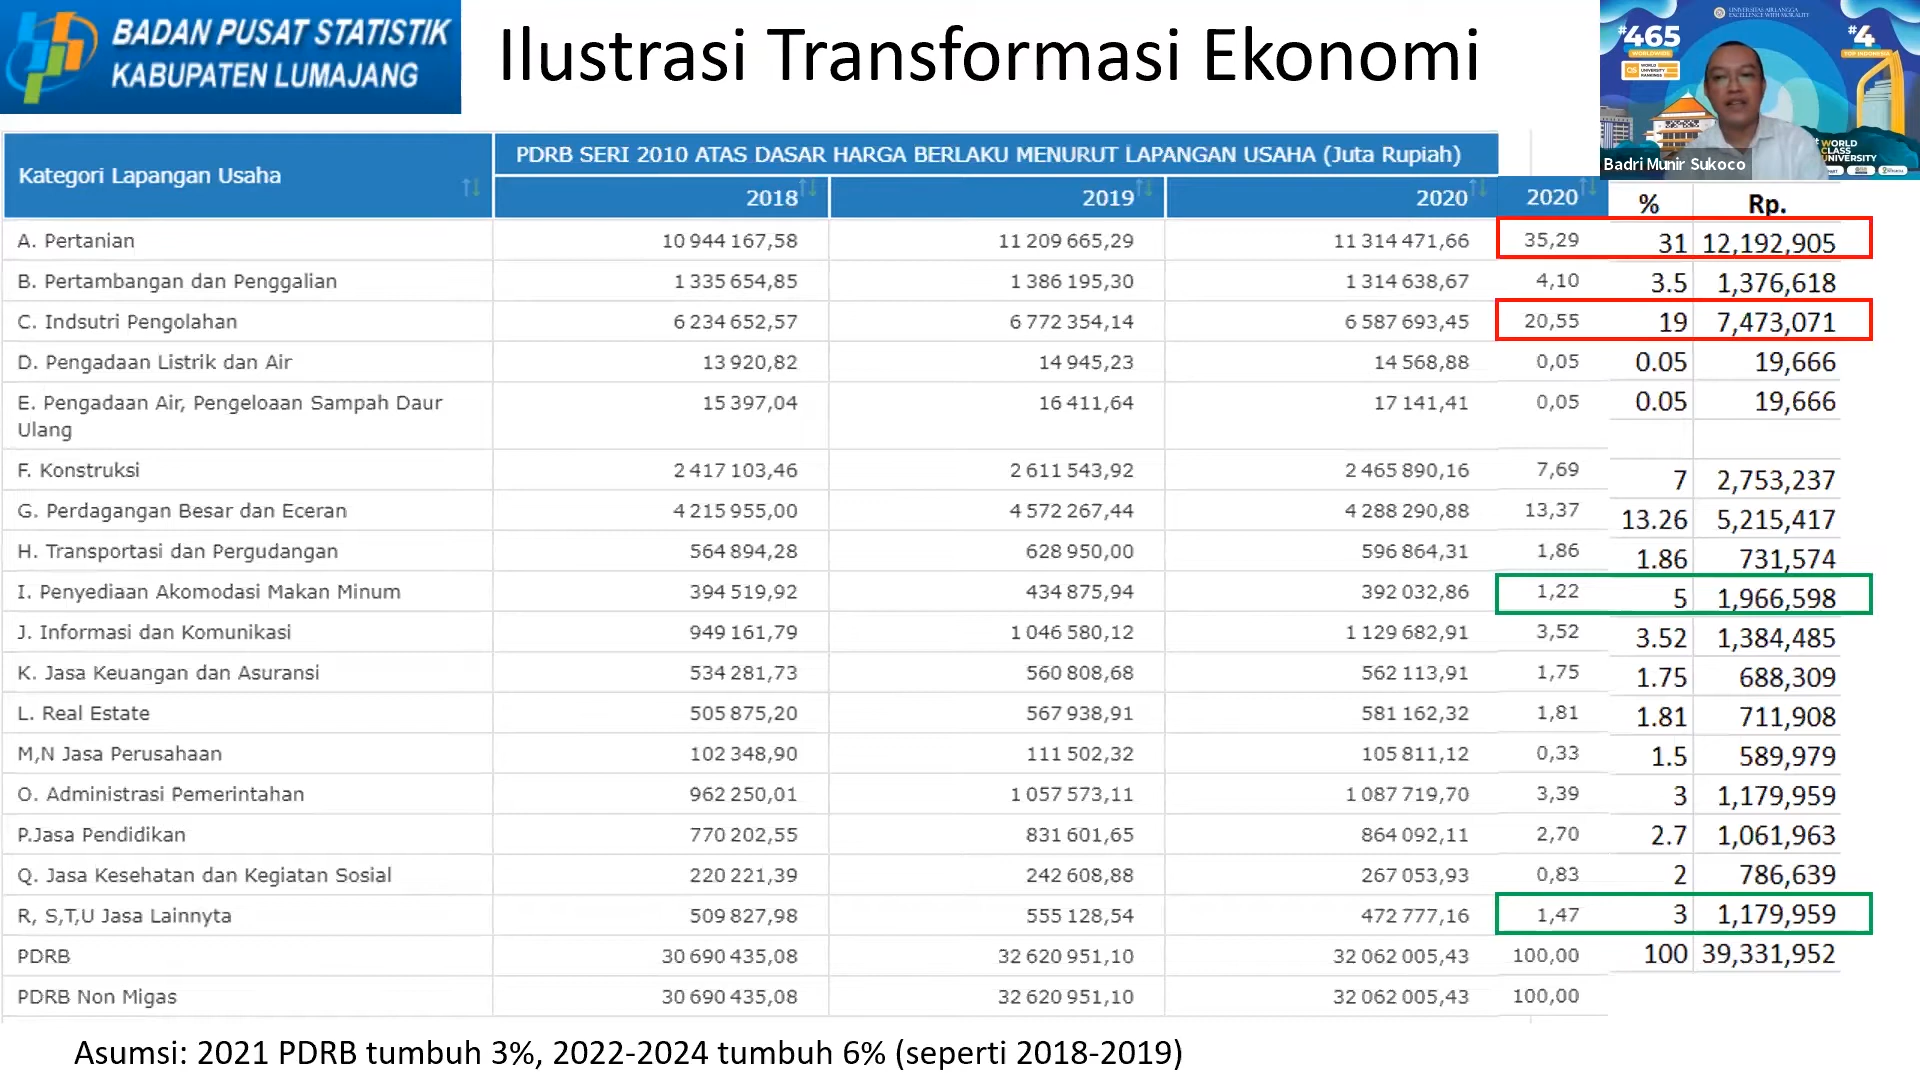 BADAN PUSAT STATISTIK
KABUPATEN LUMAJANG
Ilustrasi Transformasi Ekonomi
#465
WORLDWIDE
QS WORLD UNIVERSITY RANKINGS
UNIVERSITAS AIRLANGGA
EXCELLENCE WITH MORALITY
#4
TOP INDONESIA
WORLD
CLASS
UNIVERSITY
Badri Munir Sukoco
Kategori Lapangan Usaha
PDRB SERI 2010 ATAS DASAR HARGA BERLAKU MENURUT LAPANGAN USAHA (Juta Rupiah)
2018 2019 2020 2020 % Rp.
A. Pertanian 10 944 167,58 11 209 665,29 11 314 471,66 35,29 31 12,192,905
B. Pertambangan dan Penggalian 1 335 654,85 1 386 195,30 1 314 638,67 4,10 3.5 1,376,618
C. Indsutri Pengolahan 6 234 652,57 6 772 354,14 6 587 693,45 20,55 19 7,473,071
D. Pengadaan Listrik dan Air 13 920,82 14 945,23 14 568,88 0,05 0.05 19,666
E. Pengadaan Air, Pengeloaan Sampah Daur 15 397,04 16 411,64 17 141,41 0,05 0.05 19,666
Ulang
F. Konstruksi 2 417 103,46 2 611 543,92 2 465 890,16 7,69 7 2,753,237
G. Perdagangan Besar dan Eceran 4 215 955,00 4 572 267,44 4 288 290,88 13,37 13.26 5,215,417
H. Transportasi dan Pergudangan 564 894,28 628 950,00 596 864,31 1,86 1.86 731,574
I. Penyediaan Akomodasi Makan Minum 394 519,92 434 875,94 392 032,86 1,22 5 1,966,598
J. Informasi dan Komunikasi 949 161,79 1 046 580,12 1 129 682,91 3,52 3.52 1,384,485
K. Jasa Keuangan dan Asuransi 534 281,73 560 808,68 562 113,91 1,75 1.75 688,309
L. Real Estate 505 875,20 567 938,91 581 162,32 1,81 1.81 711,908
M,N Jasa Perusahaan 102 348,90 111 502,32 105 811,12 0,33 1.5 589,979
O. Administrasi Pemerintahan 962 250,01 1 057 573,11 1 087 719,70 3,39 3 1,179,959
P.Jasa Pendidikan 770 202,55 831 601,65 864 092,11 2,70 2.7 1,061,963
Q. Jasa Kesehatan dan Kegiatan Sosial 220 221,39 242 608,88 267 053,93 0,83 2 786,639
R, S,T,U Jasa Lainnyta 509 827,98 555 128,54 472 777,16 1,47 3 1,179,959
PDRB 30 690 435,08 32 620 951,10 32 062 005,43 100,00 100 39,331,952
PDRB Non Migas 30 690 435,08 32 620 951,10 32 062 005,43 100,00
Asumsi: 2021 PDRB tumbuh 3%, 2022-2024 tumbuh 6% (seperti 2018-2019)